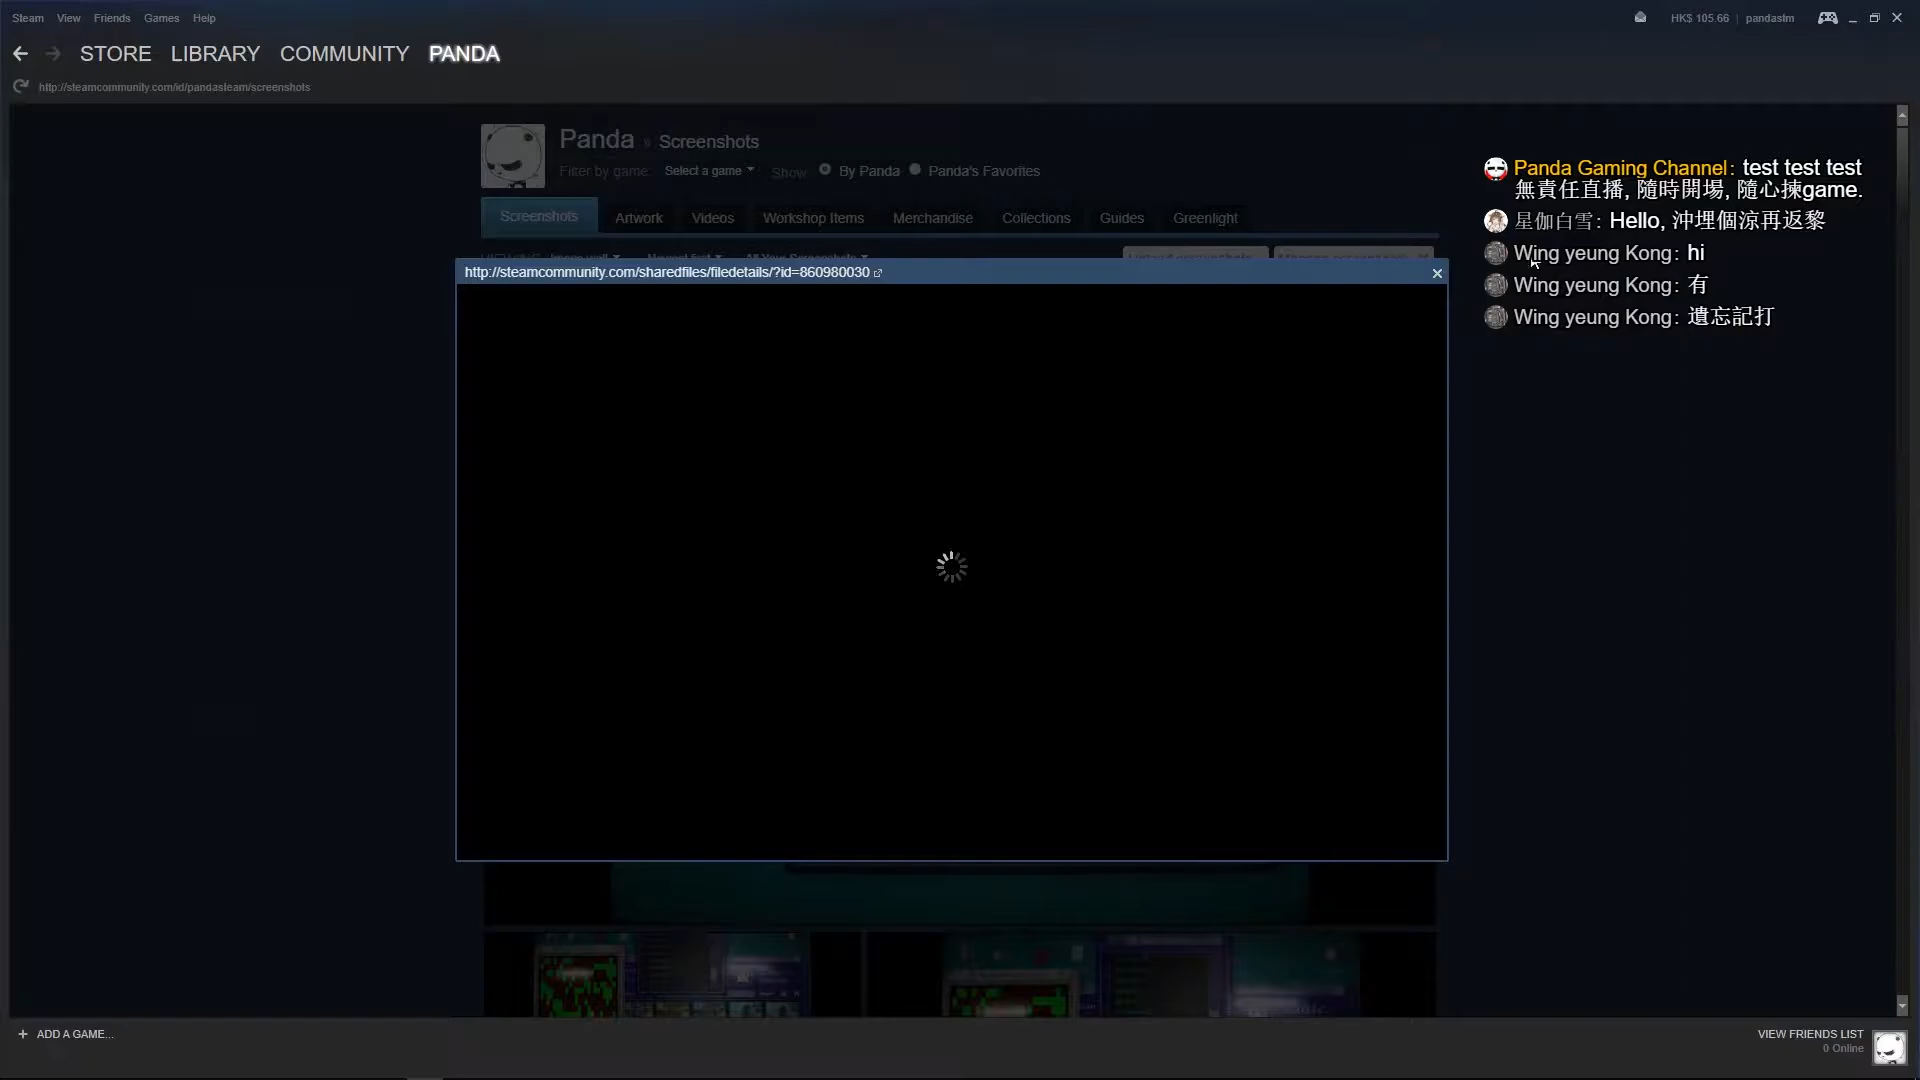 Steam View Friends Games Help
HK$ 105.66 | pandastm
STORE LIBRARY COMMUNITY PANDA
http://steamcommunity.com/id/pandasteam/screenshots
Panda » Screenshots
Filter by game: Select a game Show By Panda Panda's Favorites
Screenshots Artwork Videos Workshop Items Merchandise Collections Guides Greenlight
http://steamcommunity.com/sharedfiles/filedetails/?id=860980030
Panda Gaming Channel: test test test
無責任直播, 隨時開場, 隨心揀game.
星伽白雪: Hello, 沖埋個涼再返黎
Wing yeung Kong: hi
Wing yeung Kong: 有
Wing yeung Kong: 遺忘記打
+ ADD A GAME...
VIEW FRIENDS LIST
0 Online